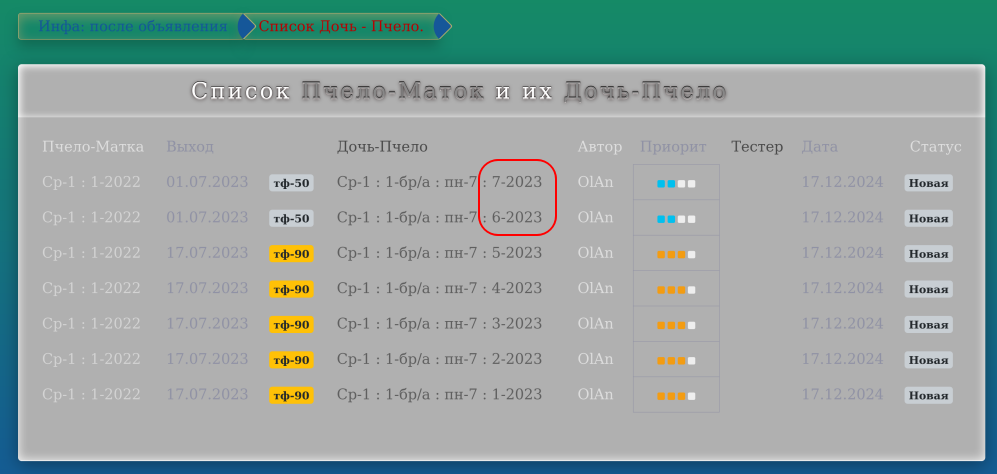 Инфа: после объявления Список Дочь - Пчело.
Список Пчело-Маток и их Дочь-Пчело
Пчело-Матка Выход Дочь-Пчело Автор Приоритет Тестер Дата Статус
Ср-1 : 1-2022 01.07.2023 тф-50 Ср-1 : 1-бр/а : пн-7 : 7-2023 OlAn 17.12.2024 Новая
Ср-1 : 1-2022 01.07.2023 тф-50 Ср-1 : 1-бр/а : пн-7 : 6-2023 OlAn 17.12.2024 Новая
Ср-1 : 1-2022 17.07.2023 тф-90 Ср-1 : 1-бр/а : пн-7 : 5-2023 OlAn 17.12.2024 Новая
Ср-1 : 1-2022 17.07.2023 тф-90 Ср-1 : 1-бр/а : пн-7 : 4-2023 OlAn 17.12.2024 Новая
Ср-1 : 1-2022 17.07.2023 тф-90 Ср-1 : 1-бр/а : пн-7 : 3-2023 OlAn 17.12.2024 Новая
Ср-1 : 1-2022 17.07.2023 тф-90 Ср-1 : 1-бр/а : пн-7 : 2-2023 OlAn 17.12.2024 Новая
Ср-1 : 1-2022 17.07.2023 тф-90 Ср-1 : 1-бр/а : пн-7 : 1-2023 OlAn 17.12.2024 Новая